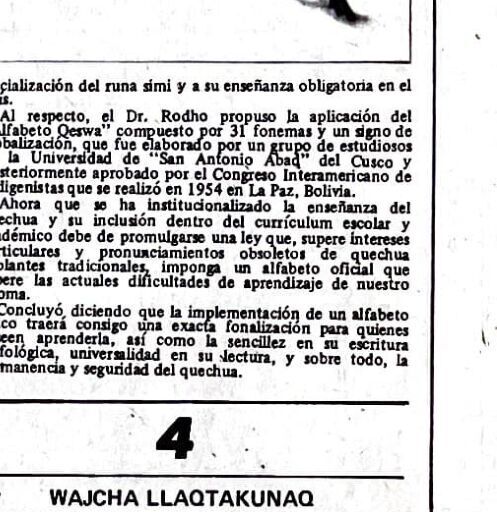 cialización del runa simi y a su enseñanza obligatoria en el
s.
Al respecto, el Dr. Rodho propuso la aplicación del
lfabeto Qeswa" compuesto por 31 fonemas y un signo de
balización, que fue elaborado por un grupo de estudiosos
la Universidad de "San Antonio Abad" del Cusco y
steriormente aprobado por el Congreso Interamericano de
digenistas que se realizó en 1954 en La Paz, Bolivia.
Ahora que se ha institucionalizado la enseñanza del
echua y su inclusión dentro del currículum escolar y
démico debe de promulgarse una ley que, supere intereses
ticulares y pronunciamientos obsoletos de quechua
lantes tradicionales, imponga un alfabeto oficial que
ere las actuales dificultades de aprendizaje de nuestro
oma.
Concluyó, diciendo que la implementación de un alfabeto
co traerá consigo una exacta fonalización para quienes
een aprenderla, así como la sencillez en su escritura
fológica, universalidad en su lectura, y sobre todo, la
manencia y seguridad del quechua.
4
WAJCHA LLAQTAKUNAQ